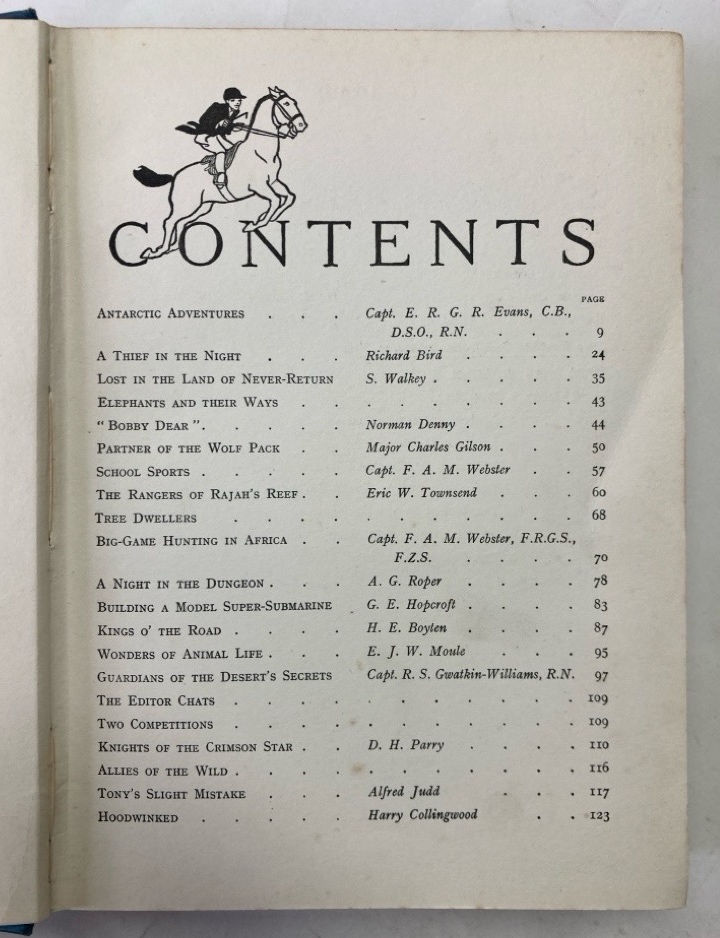 CONTENTS
PAGE
ANTARCTIC ADVENTURES . . . Capt. E. R. G. R. Evans, C.B.,
D.S.O., R.N. . . . 9
A THIEF IN THE NIGHT . . . Richard Bird . . . . 24
LOST IN THE LAND OF NEVER-RETURN S. Walkey . . . . . 35
ELEPHANTS AND THEIR WAYS . . . . . . . . . 43
"BOBBY DEAR". . . . . Norman Denny . . . . 44
PARTNER OF THE WOLF PACK . . Major Charles Gilson . . . 50
SCHOOL SPORTS . . . . . Capt. F. A. M. Webster . . 57
THE RANGERS OF RAJAH'S REEF . . Eric W. Townsend . . . 60
TREE DWELLERS . . . . . . . . . . . 68
BIG-GAME HUNTING IN AFRICA . . Capt. F. A. M. Webster, F.R.G.S.,
F.Z.S. . . . . 70
A NIGHT IN THE DUNGEON . . . A. G. Roper . . . . 78
BUILDING A MODEL SUPER-SUBMARINE G. E. Hopcroft . . . . 83
KINGS O' THE ROAD . . . . H. E. Boyten . . . . 87
WONDERS OF ANIMAL LIFE . . . E. J. W. Moule . . . 95
GUARDIANS OF THE DESERT'S SECRETS Capt. R. S. Gwatkin-Williams, R.N. 97
THE EDITOR CHATS . . . . . . . . . . . 109
TWO COMPETITIONS . . . . . . . . . . . 109
KNIGHTS OF THE CRIMSON STAR . . D. H. Parry . . . . 110
ALLIES OF THE WILD . . . . . . . . . . . 116
TONY'S SLIGHT MISTAKE . . . Alfred Judd . . . 117
HOODWINKED . . . . . Harry Collingwood . . 123